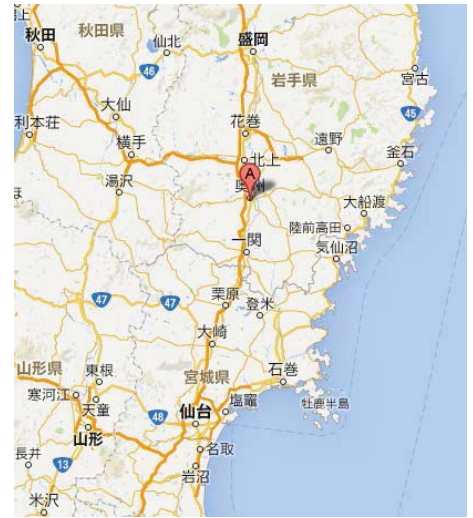 上
秋田
秋田県
仙北
盛岡
46
岩手県
宮古
大仙
45
利本荘
花巻
遠野
横手
北上
釜石
A
湯沢
奥州
ほ
大船渡
陸前高田
一関
気仙沼
47
47
栗原
登米
大崎
山形県
東根
宮城県
石巻
寒河江
天童
48
仙台
塩竈
牡鹿半島
山形
長井
13
名取
岩沼
米沢